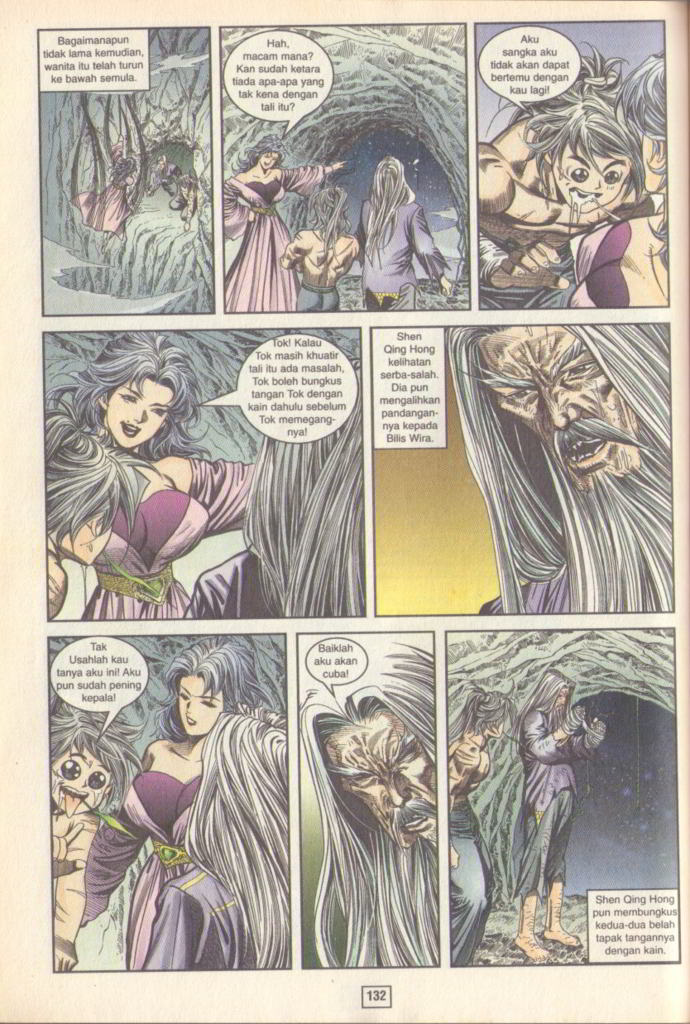 Bagaimanapun
tidak lama kemudian,
wanita itu telah turun
ke bawah semula.
Hah,
macam mana?
Kan sudah ketara
tiada apa-apa yang
tak kena dengan
tali itu?
Aku
sangka aku
tidak akan dapat
bertemu dengan
kau lagi!
Tok! Kalau
Tok masih khuatir
tali itu ada masalah,
Tok boleh bungkus
tangan Tok dengan
kain dahulu sebelum
Tok memegang-
nya!
Shen
Qing Hong
kelihatan
serba-salah.
Dia pun
mengalihkan
pandangan-
nya kepada
Bilis Wira.
Tak
Usahlah kau
tanya aku ini! Aku
pun sudah pening
kepala!
Baiklah
aku akan
cuba!
Shen Qing Hong
pun membungkus
kedua-dua belah
tapak tangannya
dengan kain.
132